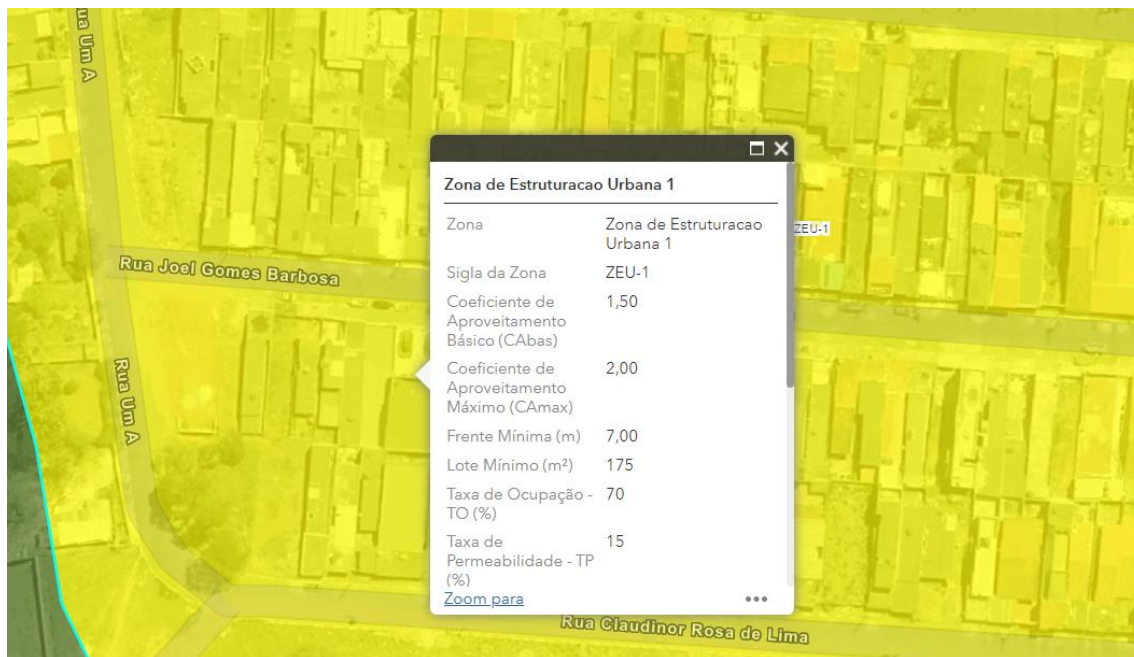 Rua Um A
Zona de Estruturacao Urbana 1
Zona
Zona de Estruturacao
Urbana 1
ZEU-1
Rua Joel Gomes Barbosa
Sigla da Zona
ZEU-1
Coeficiente de
Aproveitamento
Básico (CAbas)
1,50
Coeficiente de
Aproveitamento
Máximo (CAmax)
2,00
Rua Um A
Frente Mínima (m)
7,00
Lote Mínimo (m²)
175
Taxa de Ocupação -
TO (%)
70
Taxa de
Permeabilidade - TP
(%)
15
Zoom para
Rua Claudinor Rosa de Lima